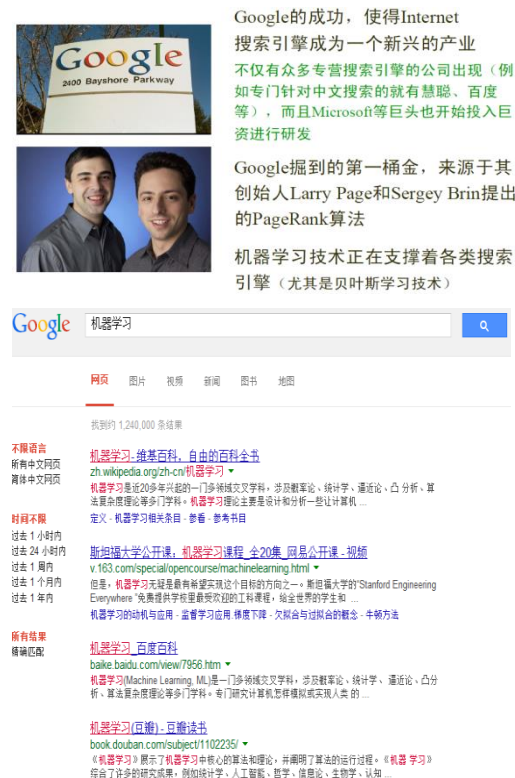 Google
2400 Bayshore Parkway
Google的成功，使得Internet
搜索引擎成为一个新兴的产业
不仅有众多专营搜索引擎的公司出现（例
如专门针对中文搜索的就有慧聪、百度
等），而且Microsoft等巨头也开始投入巨
资进行研发
Google掘到的第一桶金，来源于其
创始人Larry Page和Sergey Brin提出
的PageRank算法
机器学习技术正在支撑着各类搜索
引擎（尤其是贝叶斯学习技术）
Google
机器学习
网页 图片 视频 新闻 图书 地图
找到约 1,240,000 条结果
不限语言
所有中文网页
简体中文网页
时间不限
过去 1 小时内
过去 24 小时内
过去 1 周内
过去 1 个月内
过去 1 年内
所有结果
精确匹配
机器学习- 维基百科，自由的百科全书
zh.wikipedia.org/zh-cn/机器学习
机器学习是近20多年兴起的一门多领域交叉学科，涉及概率论、统计学、逼近论、凸 分析、算
法复杂度理论等多门学科。机器学习理论主要是设计和分析一些让计算机 ...
定义 - 机器学习相关条目 - 参看 - 参考书目
斯坦福大学公开课，机器学习课程_全20集_网易公开课 - 视频
v.163.com/special/opencourse/machinelearning.html
但是，机器学习无疑是最有希望实现这个目标的方向之一。斯坦福大学的“Stanford Engineering
Everywhere ”免费提供学校里最受欢迎的工科课程，给全世界的学生和 ...
机器学习的动机与应用 - 监督学习应用.梯度下降 - 欠拟合与过拟合的概念 - 牛顿方法
机器学习_百度百科
baike.baidu.com/view/7956.htm
机器学习(Machine Learning, ML)是一门多领域交叉学科，涉及概率论、统计学、 逼近论、凸分
析、算法复杂度理论等多门学科。专门研究计算机怎样模拟或实现人类 的 ...
机器学习(豆瓣) - 豆瓣读书
book.douban.com/subject/1102235/
《机器学习》展示了机器学习中核心的算法和理论，并阐明了算法的运行过程。《机器 学习》
综合了许多的研究成果，例如统计学、人工智能、哲学、信息论、生物学、认知 ...